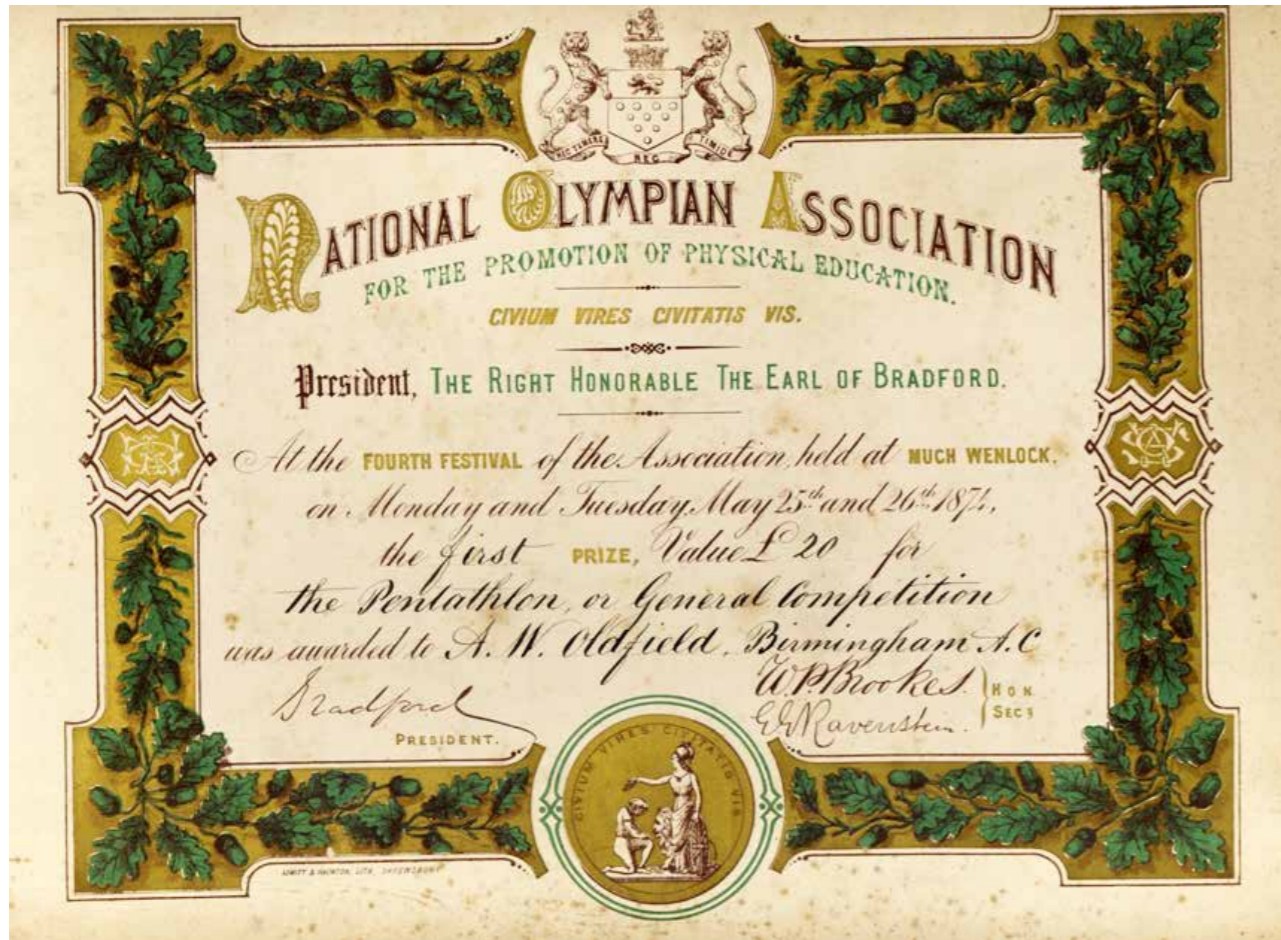 NEC TEMERE NEC TIMIDE
NATIONAL OLYMPIAN ASSOCIATION
FOR THE PROMOTION OF PHYSICAL EDUCATION.
CIVIUM VIRES CIVITATIS VIS.
President, THE RIGHT HONORABLE THE EARL OF BRADFORD.
At the FOURTH FESTIVAL of the Association, held at MUCH WENLOCK.
on Monday and Tuesday, May 25th and 26th 1874,
the first PRIZE, Value £ 20 for
the Pentathlon, or General Competition
was awarded to A. W. Oldfield, Birmingham A.C
Bradford
PRESIDENT.
W.P. Brookes.
E.G. Ravenstein.
HON
SECS
CIVIUM VIRES CIVITATIS VIS
LITH, SHREWSBURY